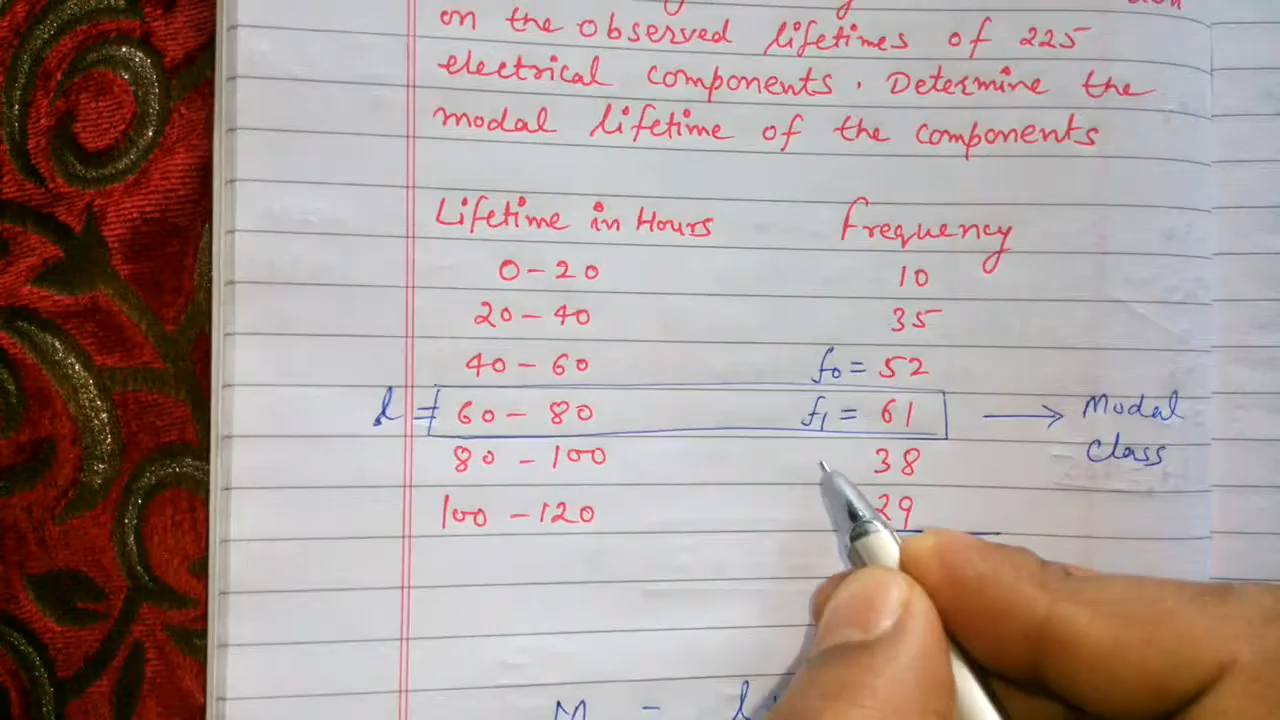 on the observed lifetimes of 225
electrical components. Determine the
modal lifetime of the components
Lifetime in Hours frequency
0-20 10
20-40 35
40-60 f0 = 52
l = 60-80 f1 = 61 → Modal class
80-100 38
100-120 29
M = l